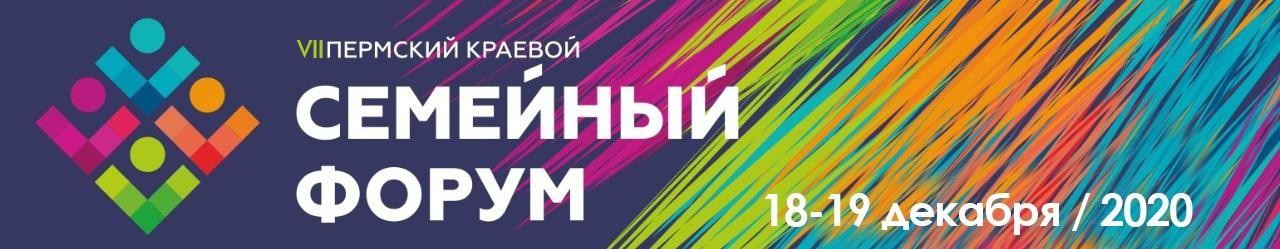 VII ПЕРМСКИЙ КРАЕВОЙ
СЕМЕЙНЫЙ
ФОРУМ
18-19 декабря / 2020